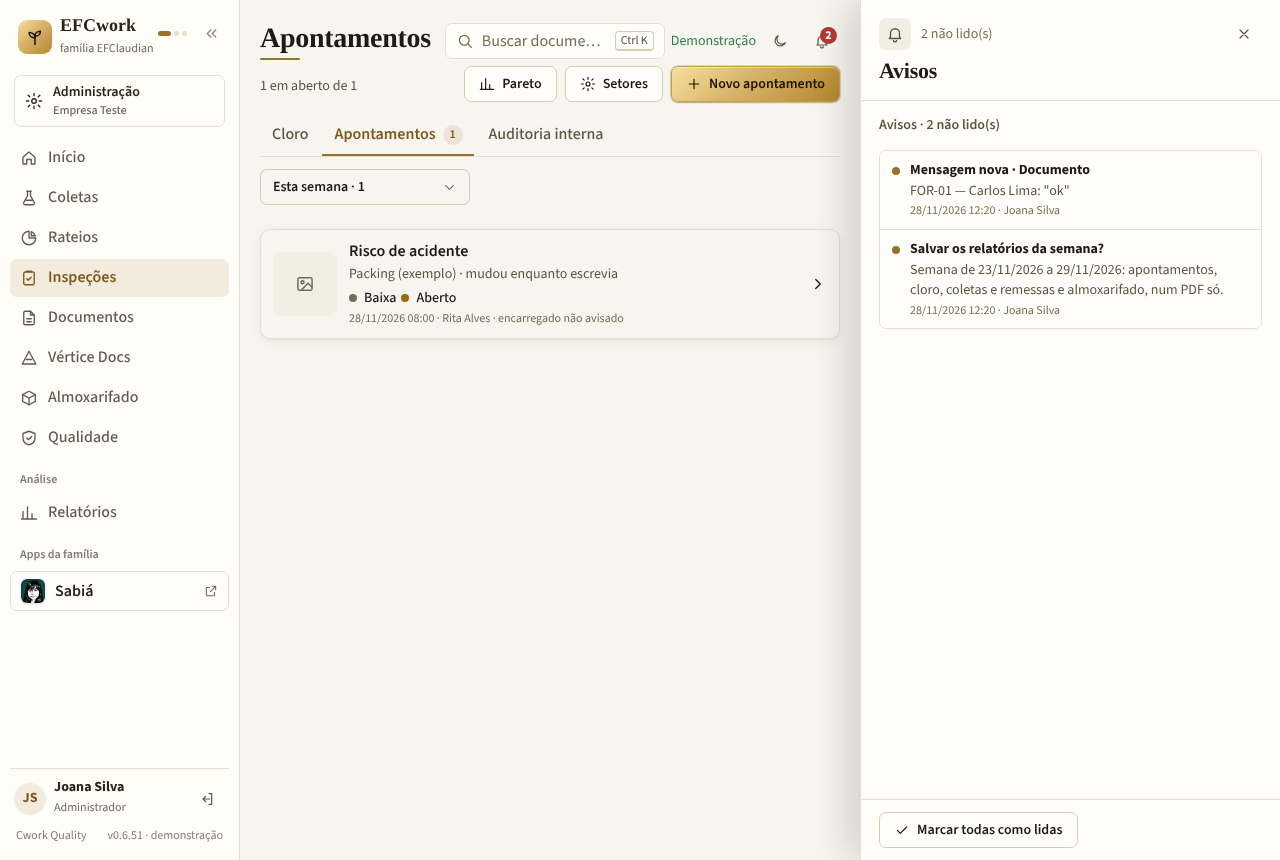 EFCwork
família EFClaudian
Administração
Empresa Teste
Início
Coletas
Rateios
Inspeções
Documentos
Vértice Docs
Almoxarifado
Qualidade
Análise
Relatórios
Apps da família
Sabiá
JS
Joana Silva
Administrador
Cwork Quality v0.6.51 · demonstração
Apontamentos
Buscar docume… Ctrl K
Demonstração
2
1 em aberto de 1
Pareto
Setores
Novo apontamento
Cloro
Apontamentos 1
Auditoria interna
Esta semana · 1
Risco de acidente
Packing (exemplo) · mudou enquanto escrevia
Baixa Aberto
28/11/2026 08:00 · Rita Alves · encarregado não avisado
2 não lido(s)
Avisos
Avisos · 2 não lido(s)
Mensagem nova · Documento
FOR-01 — Carlos Lima: "ok"
28/11/2026 12:20 · Joana Silva
Salvar os relatórios da semana?
Semana de 23/11/2026 a 29/11/2026: apontamentos,
cloro, coletas e remessas e almoxarifado, num PDF só.
28/11/2026 12:20 · Joana Silva
Marcar todas como lidas